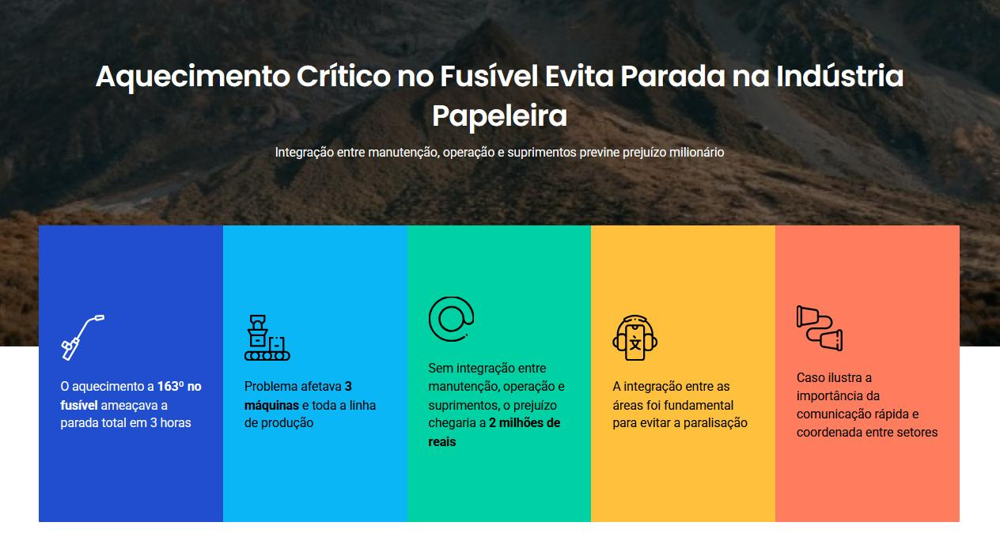 Aquecimento Crítico no Fusível Evita Parada na Indústria
Papeleira
Integração entre manutenção, operação e suprimentos previne prejuízo milionário
O aquecimento a 163º no
fusível ameaçava a
parada total em 3 horas
Problema afetava 3
máquinas e toda a linha
de produção
Sem integração entre
manutenção, operação e
suprimentos, o prejuízo
chegaria a 2 milhões de
reais
文
A integração entre as
áreas foi fundamental
para evitar a paralisação
Caso ilustra a
importância da
comunicação rápida e
coordenada entre setores